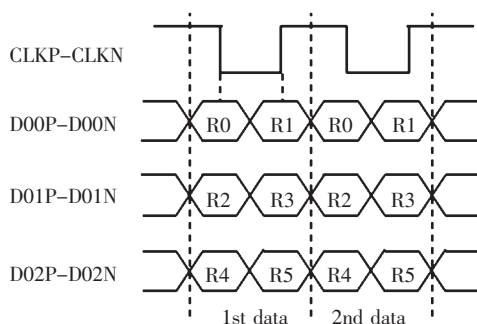 CLKP–CLKN
D00P–D00N R0 R1 R0 R1
D01P–D01N R2 R3 R2 R3
D02P–D02N R4 R5 R4 R5
1st data 2nd data